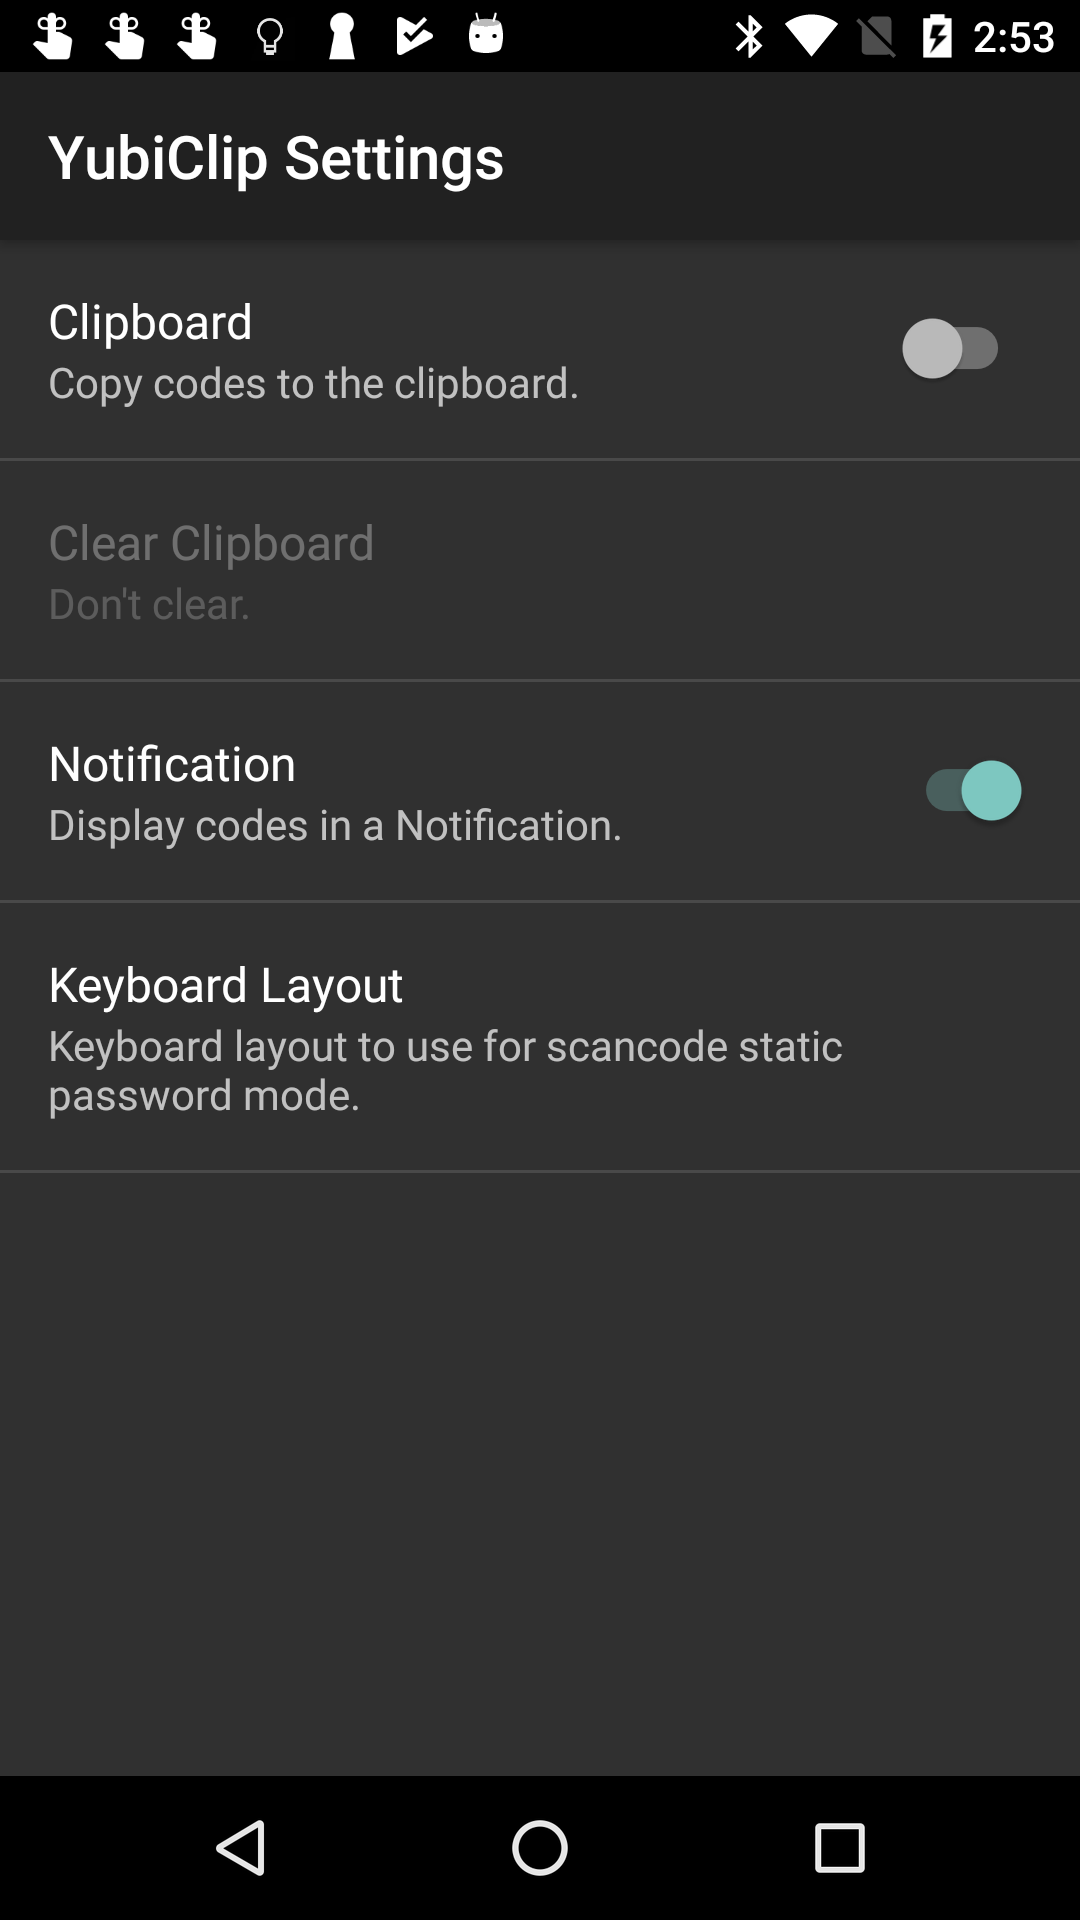 2:53
YubiClip Settings
Clipboard
Copy codes to the clipboard.
Clear Clipboard
Don't clear.
Notification
Display codes in a Notification.
Keyboard Layout
Keyboard layout to use for scancode static
password mode.